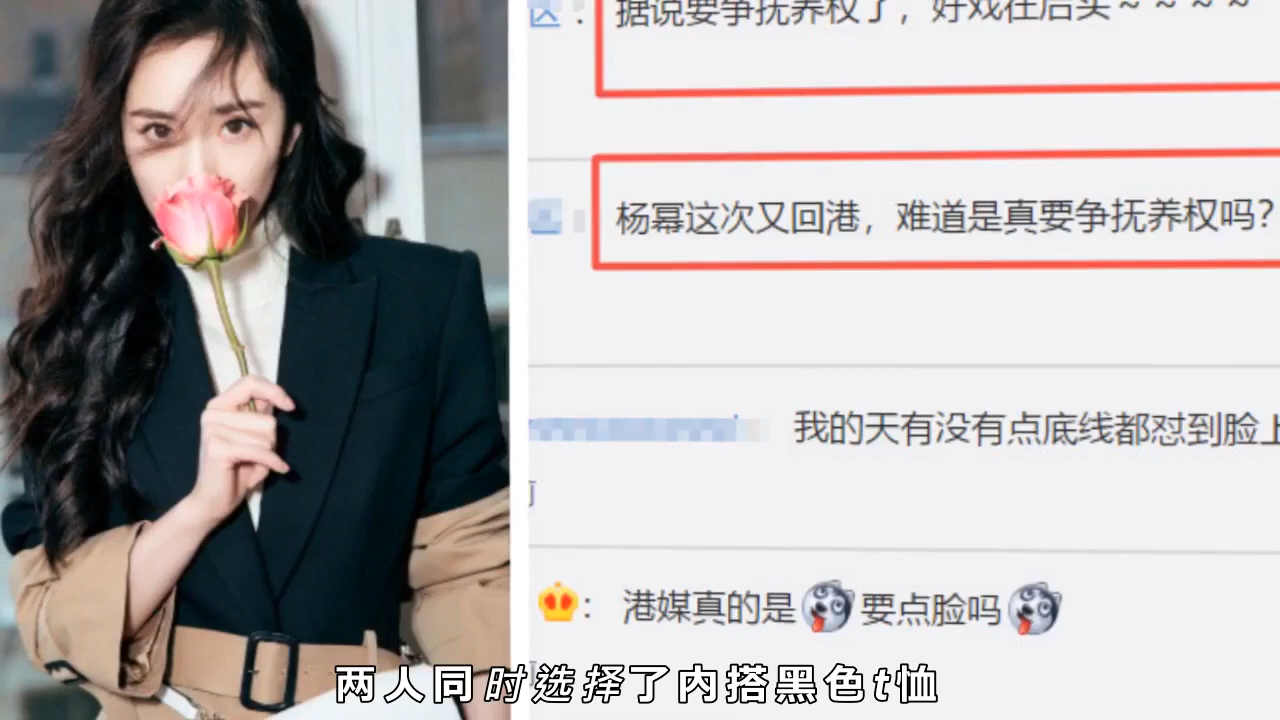 据说要争抚养权了，好戏在后头～～～～
杨幂这次又回港，难道是真要争抚养权吗？
我的天有没有点底线都怼到脸上
：港媒真的是要点脸吗
两人同时选择了内搭黑色t恤